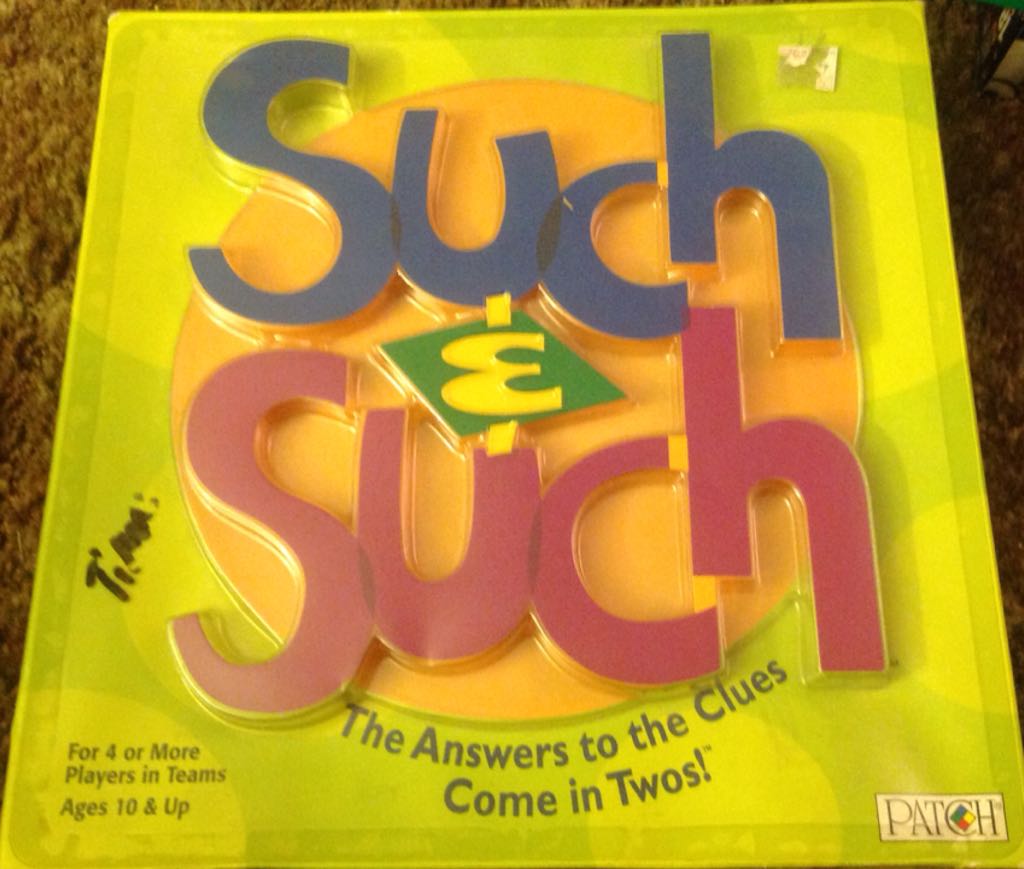 Such
&
Such
The Answers to the Clues
Come in Twos!™
For 4 or More
Players in Teams
Ages 10 & Up
PATCH®